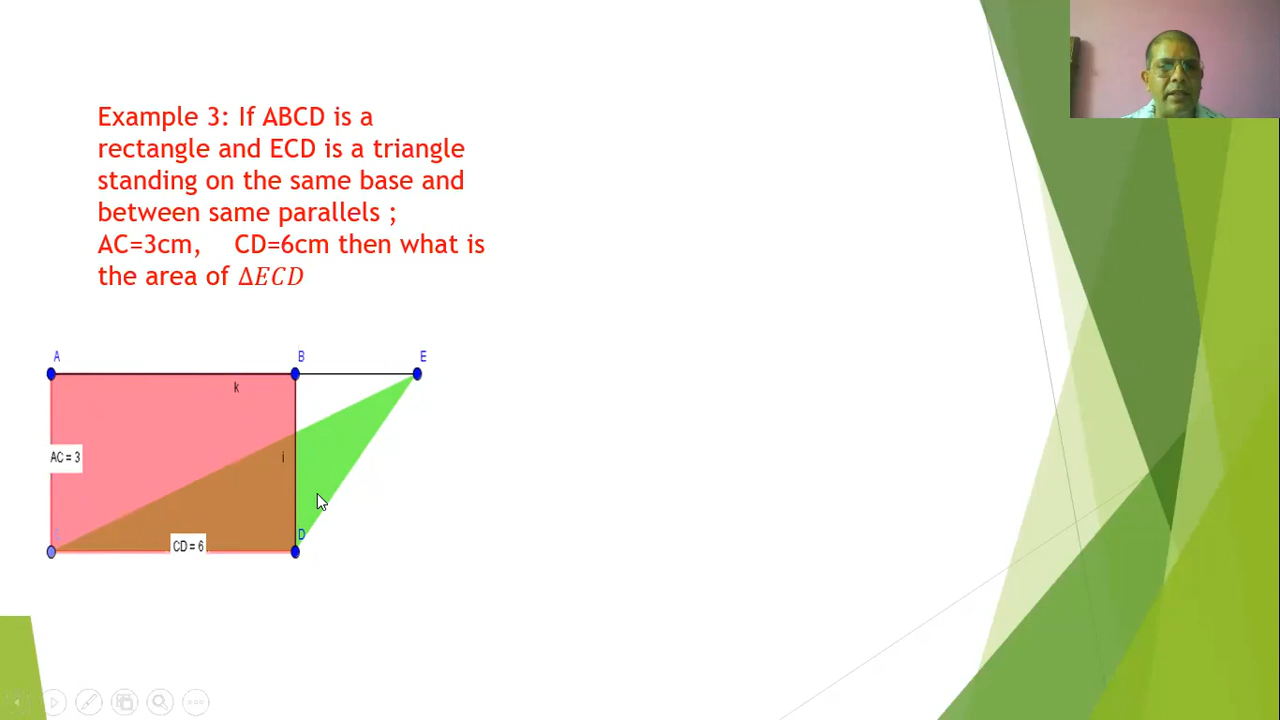 Example 3: If ABCD is a
rectangle and ECD is a triangle
standing on the same base and
between same parallels ;
AC=3cm, CD=6cm then what is
the area of Δ𝐸𝐶𝐷
A B E
k
AC = 3
i
D
CD = 6